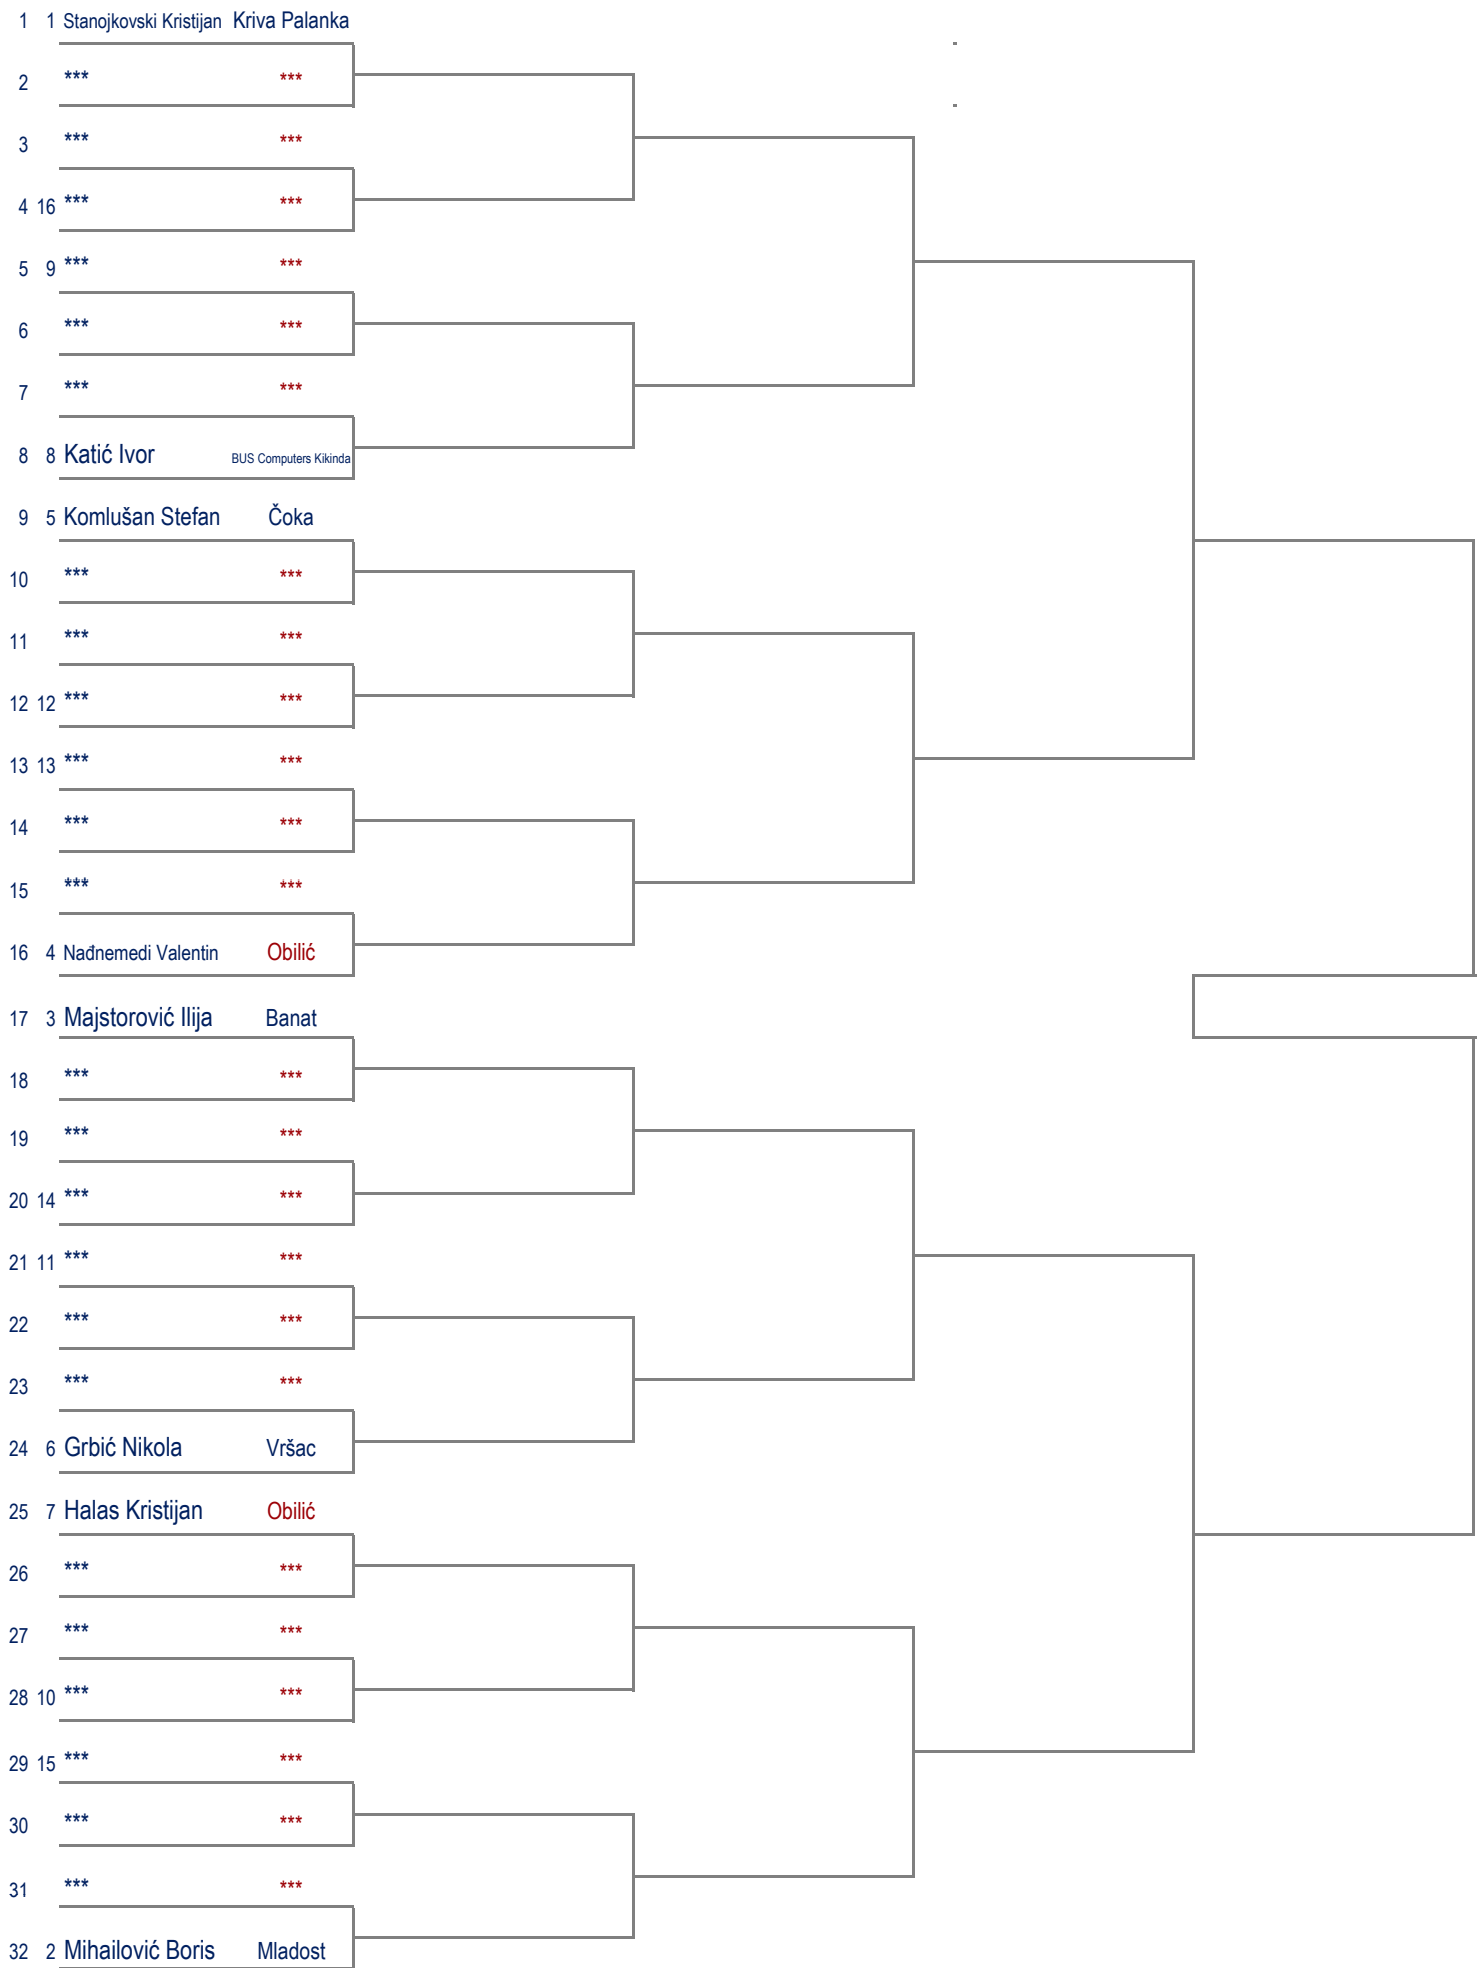 1 1 Stanojkovski Kristijan Kriva Palanka
2 *** ***
3 *** ***
4 16 *** ***
5 9 *** ***
6 *** ***
7 *** ***
8 8 Katić Ivor BUS Computers Kikinda
9 5 Komlušan Stefan Čoka
10 *** ***
11 *** ***
12 12 *** ***
13 13 *** ***
14 *** ***
15 *** ***
16 4 Nađnemedi Valentin Obilić
17 3 Majstorović Ilija Banat
18 *** ***
19 *** ***
20 14 *** ***
21 11 *** ***
22 *** ***
23 *** ***
24 6 Grbić Nikola Vršac
25 7 Halas Kristijan Obilić
26 *** ***
27 *** ***
28 10 *** ***
29 15 *** ***
30 *** ***
31 *** ***
32 2 Mihailović Boris Mladost